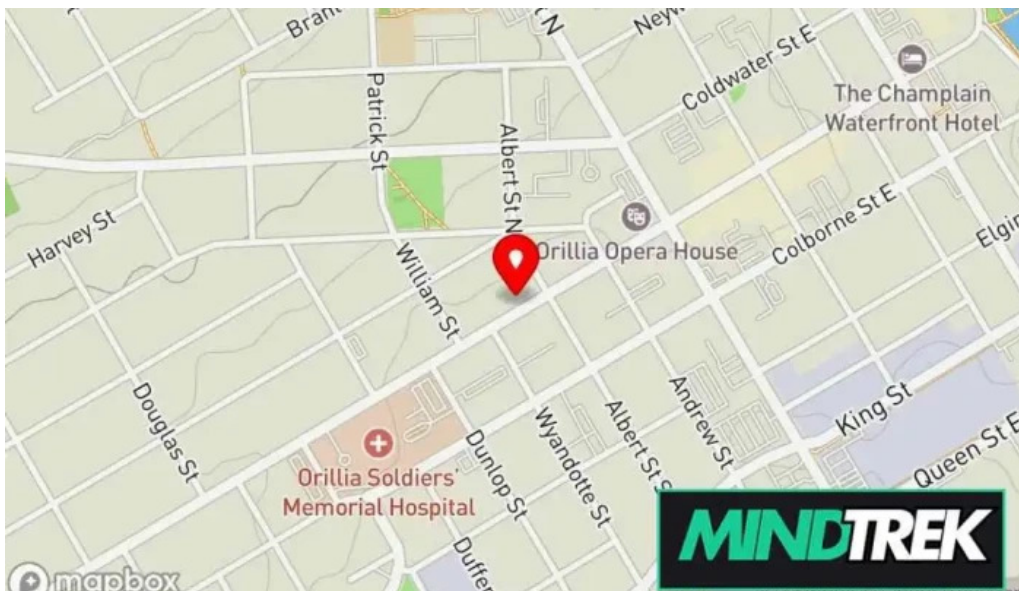 Brant
N
Neyw
Coldwater St E
The Champlain
Waterfront Hotel
Patrick St
Albert St N
Harvey St
Orillia Opera House
Colborne St E
Elgin
William St
Douglas St
Orillia Soldiers'
Memorial Hospital
Dunlop St
Wyandotte St
Albert St S
Andrew St
King St
Queen St E
Duffe
MINDTREK
mapbox